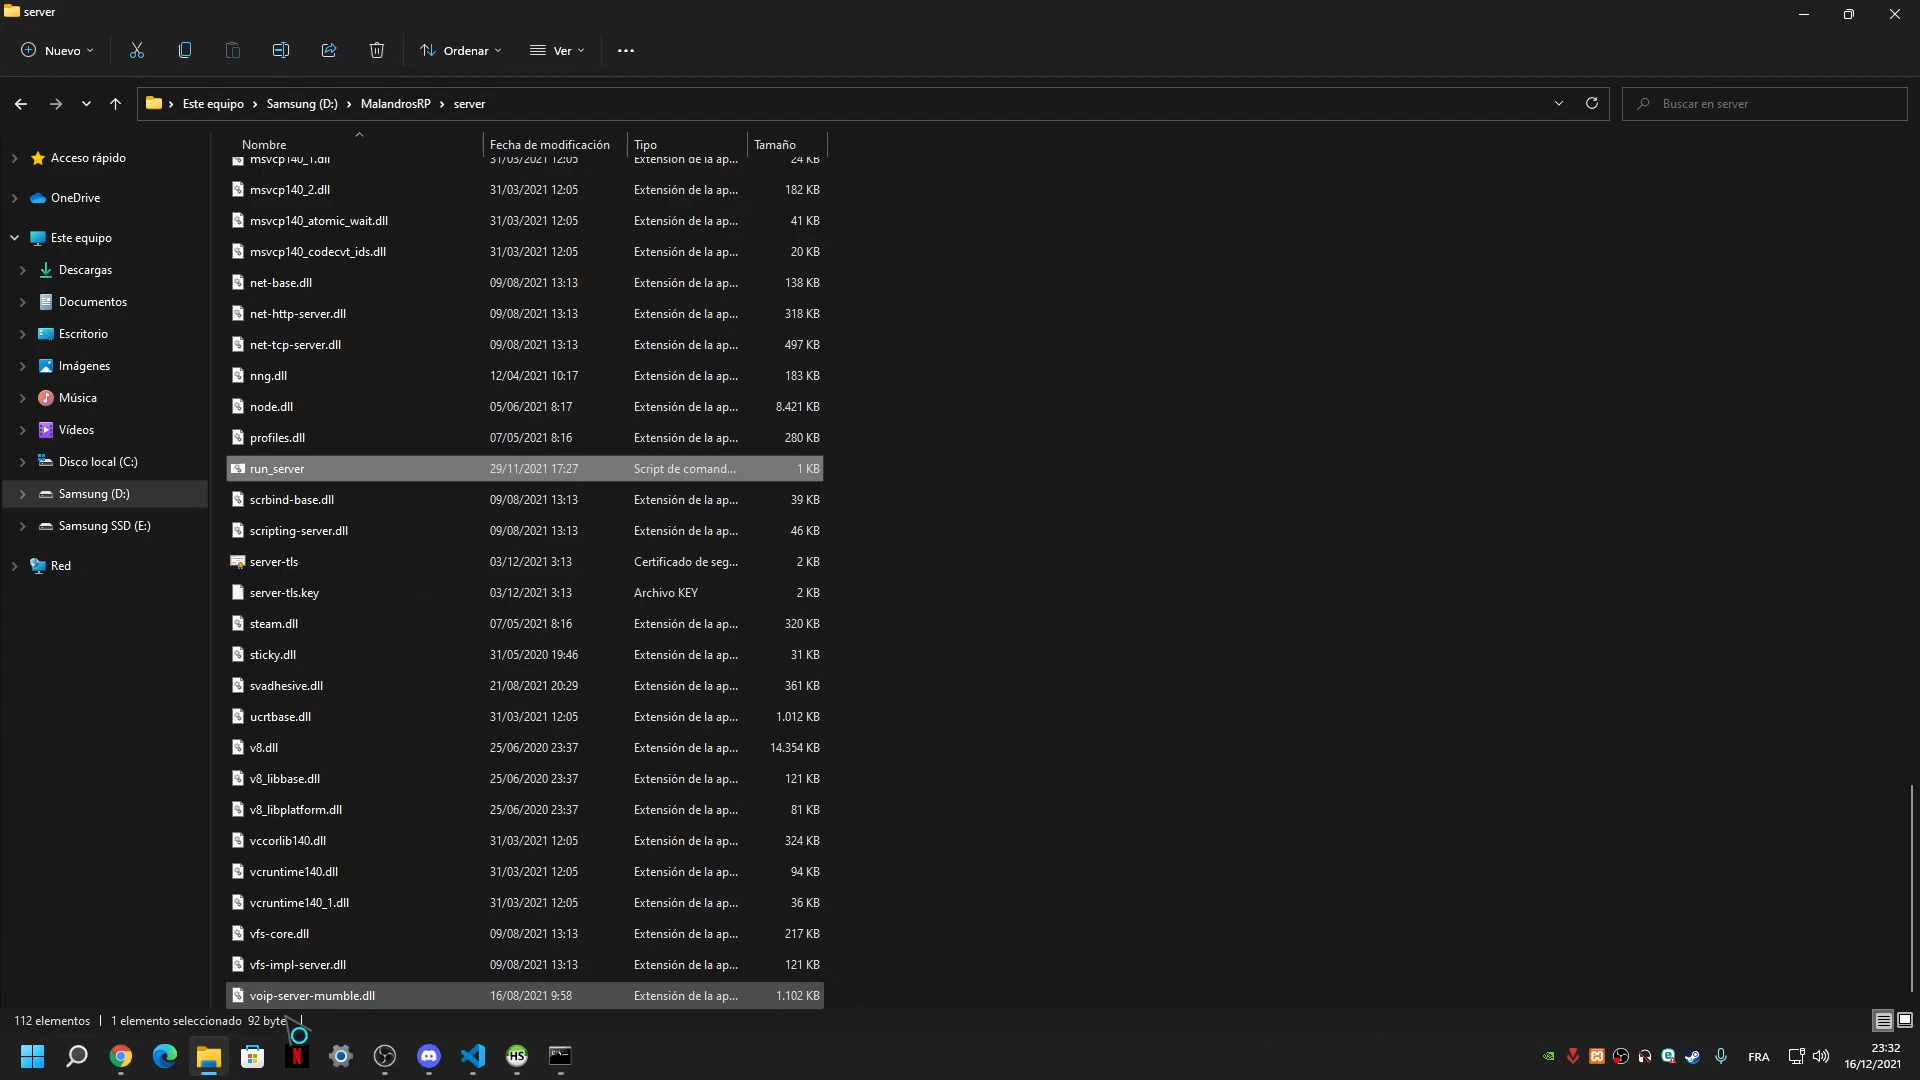 server
Nuevo
Ordenar
Ver
Este equipo
Samsung (D:)
MalandrosRP
server
Buscar en server
Acceso rápido
OneDrive
Este equipo
Descargas
Documentos
Escritorio
Imágenes
Música
Vídeos
Disco local (C:)
Samsung (D:)
Samsung SSD (E:)
Red
Nombre Fecha de modificación Tipo Tamaño
msvcp140_1.dll 31/03/2021 12:05 Extensión de la ap... 24 KB
msvcp140_2.dll 31/03/2021 12:05 Extensión de la ap... 182 KB
msvcp140_atomic_wait.dll 31/03/2021 12:05 Extensión de la ap... 41 KB
msvcp140_codecvt_ids.dll 31/03/2021 12:05 Extensión de la ap... 20 KB
net-base.dll 09/08/2021 13:13 Extensión de la ap... 138 KB
net-http-server.dll 09/08/2021 13:13 Extensión de la ap... 318 KB
net-tcp-server.dll 09/08/2021 13:13 Extensión de la ap... 497 KB
nng.dll 12/04/2021 10:17 Extensión de la ap... 183 KB
node.dll 05/06/2021 8:17 Extensión de la ap... 8.421 KB
profiles.dll 07/05/2021 8:16 Extensión de la ap... 280 KB
run_server 29/11/2021 17:27 Script de comand... 1 KB
scrbind-base.dll 09/08/2021 13:13 Extensión de la ap... 39 KB
scripting-server.dll 09/08/2021 13:13 Extensión de la ap... 46 KB
server-tls 03/12/2021 3:13 Certificado de seg... 2 KB
server-tls.key 03/12/2021 3:13 Archivo KEY 2 KB
steam.dll 07/05/2021 8:16 Extensión de la ap... 320 KB
sticky.dll 31/05/2020 19:46 Extensión de la ap... 31 KB
svadhesive.dll 21/08/2021 20:29 Extensión de la ap... 361 KB
ucrtbase.dll 31/03/2021 12:05 Extensión de la ap... 1.012 KB
v8.dll 25/06/2020 23:37 Extensión de la ap... 14.354 KB
v8_libbase.dll 25/06/2020 23:37 Extensión de la ap... 121 KB
v8_libplatform.dll 25/06/2020 23:37 Extensión de la ap... 81 KB
vccorlib140.dll 31/03/2021 12:05 Extensión de la ap... 324 KB
vcruntime140.dll 31/03/2021 12:05 Extensión de la ap... 94 KB
vcruntime140_1.dll 31/03/2021 12:05 Extensión de la ap... 36 KB
vfs-core.dll 09/08/2021 13:13 Extensión de la ap... 217 KB
vfs-impl-server.dll 09/08/2021 13:13 Extensión de la ap... 121 KB
voip-server-mumble.dll 16/08/2021 9:58 Extensión de la ap... 1.102 KB
112 elementos 1 elemento seleccionado 92 byte
N
HS
FRA
23:32
16/12/2021